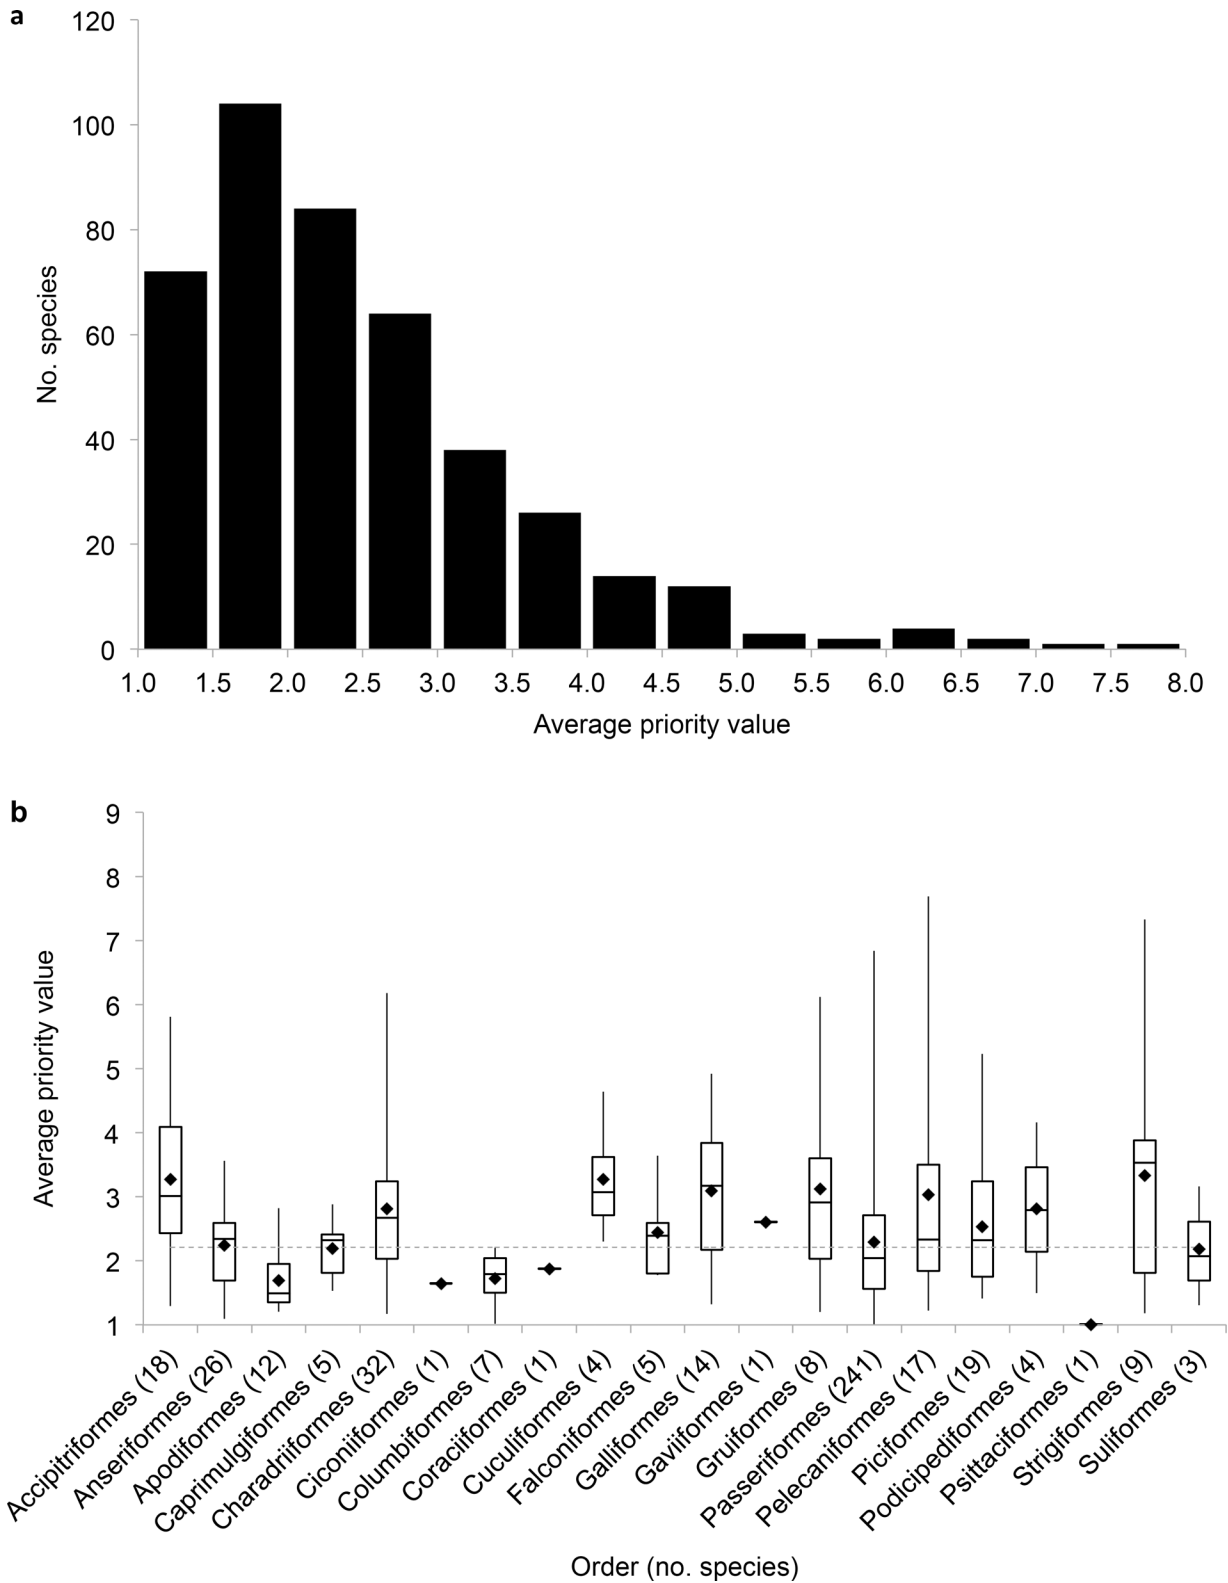 a
120
100
80
60
40
20
0
No. species
1.0 1.5 2.0 2.5 3.0 3.5 4.0 4.5 5.0 5.5 6.0 6.5 7.0 7.5 8.0
Average priority value
b
9
8
7
6
5
4
3
2
1
Average priority value
Accipitriformes (18)
Anseriformes (26)
Apodiformes (12)
Caprimulgiformes (5)
Charadriiformes (32)
Ciconiiformes (1)
Columbiformes (7)
Coraciiformes (1)
Cuculiformes (4)
Falconiformes (5)
Galliformes (14)
Gaviiformes (1)
Gruiformes (8)
Passeriformes (241)
Pelecaniformes (17)
Piciformes (19)
Podicipediformes (4)
Psittaciformes (1)
Strigiformes (9)
Suliformes (3)
Order (no. species)